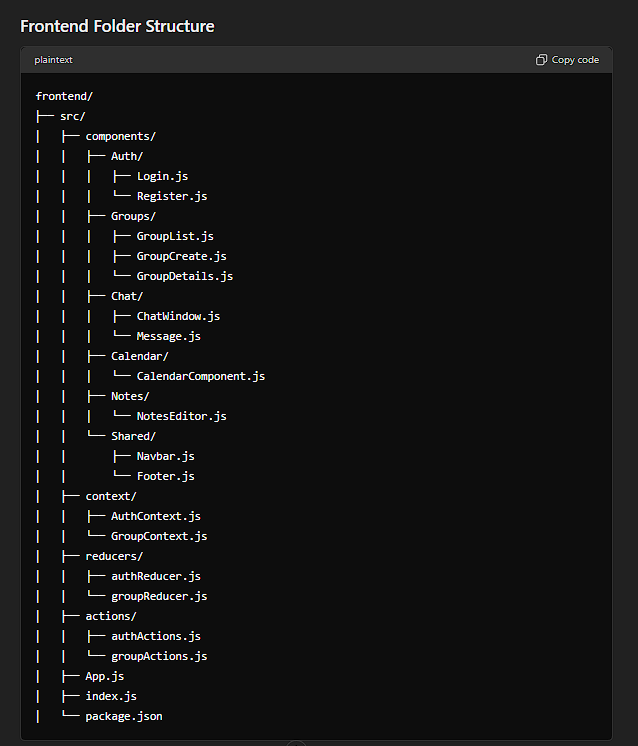 Frontend Folder Structure
plaintext Copy code
frontend/
├── src/
│   ├── components/
│   │   ├── Auth/
│   │   │   ├── Login.js
│   │   │   └── Register.js
│   │   ├── Groups/
│   │   │   ├── GroupList.js
│   │   │   ├── GroupCreate.js
│   │   │   └── GroupDetails.js
│   │   ├── Chat/
│   │   │   ├── ChatWindow.js
│   │   │   └── Message.js
│   │   ├── Calendar/
│   │   │   └── CalendarComponent.js
│   │   ├── Notes/
│   │   │   └── NotesEditor.js
│   │   └── Shared/
│   │       ├── Navbar.js
│   │       └── Footer.js
│   ├── context/
│   │   ├── AuthContext.js
│   │   └── GroupContext.js
│   ├── reducers/
│   │   ├── authReducer.js
│   │   └── groupReducer.js
│   ├── actions/
│   │   ├── authActions.js
│   │   └── groupActions.js
│   ├── App.js
│   ├── index.js
│   └── package.json